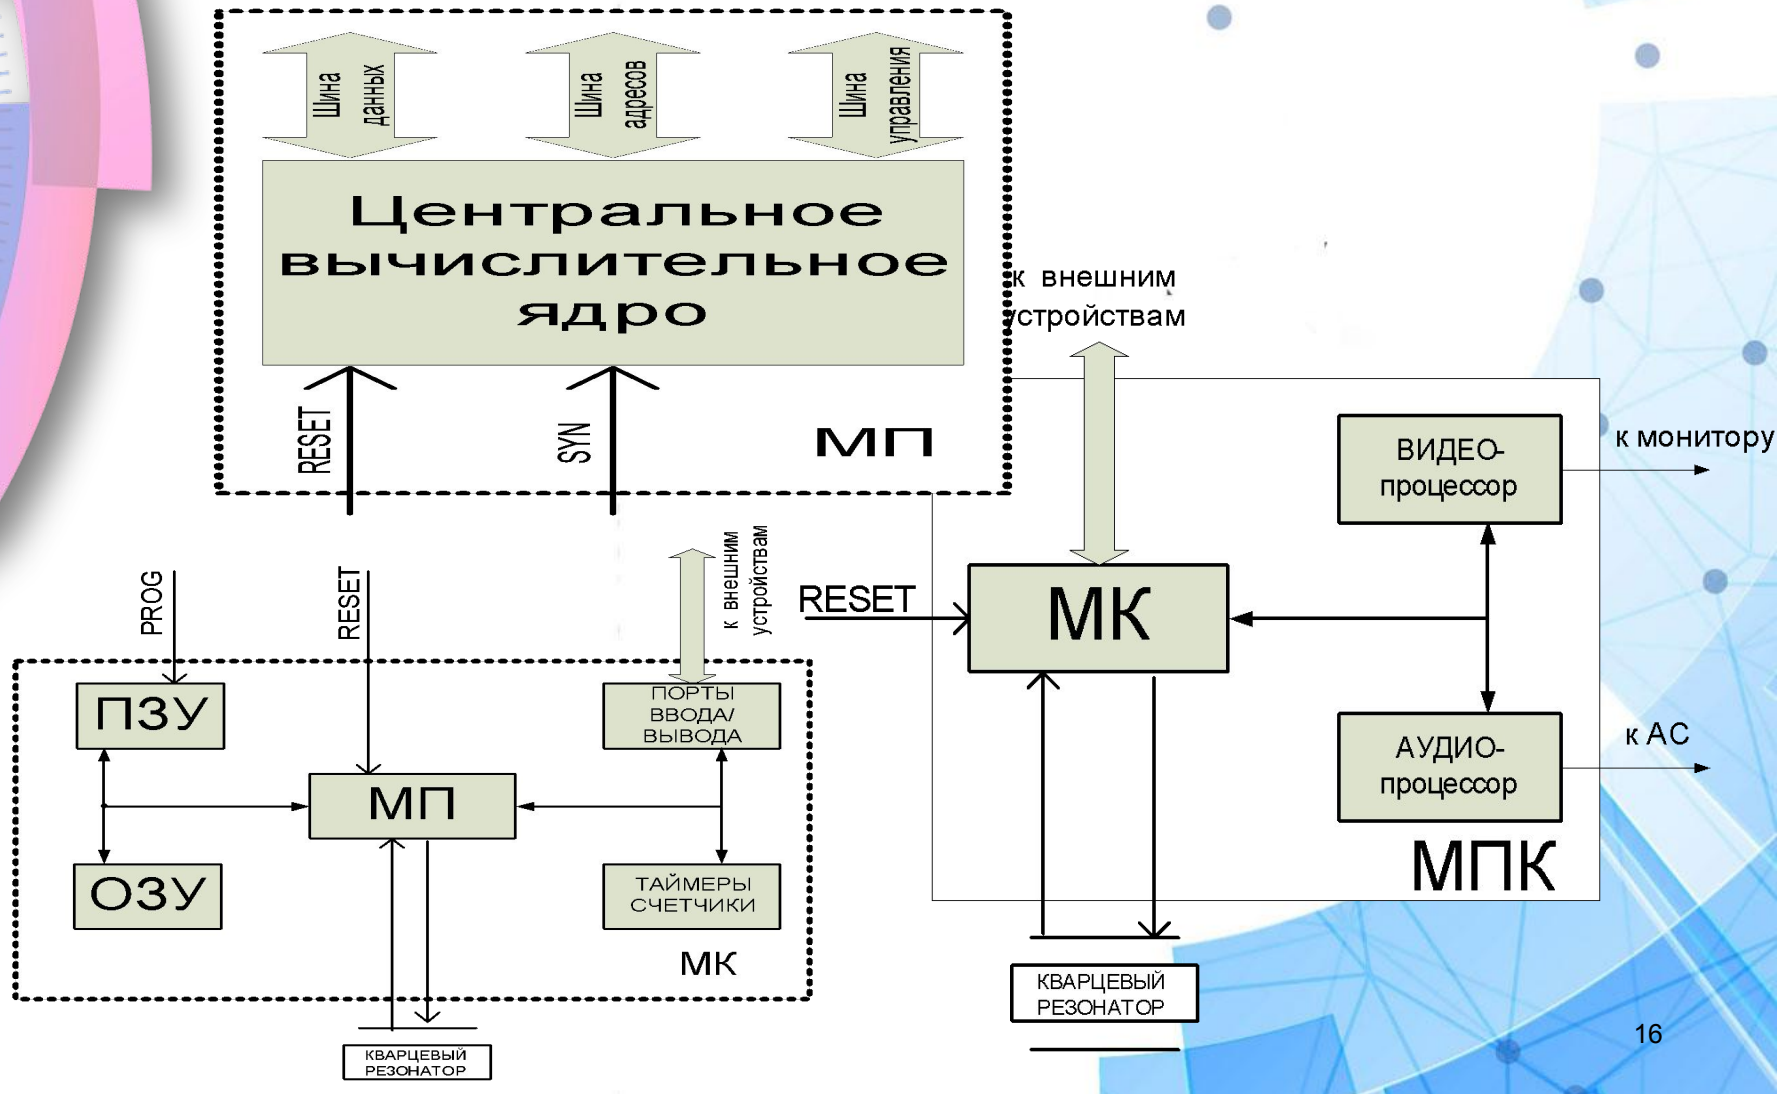 Шина
данных
Шина
адресов
Шина
управления
Центральное
вычислительное
ядро
RESET
SYN
МП
PROG
RESET
к внешним
устройствам
ПЗУ
ПОРТЫ
ВВОДА/
ВЫВОДА
МП
ОЗУ
ТАЙМЕРЫ
СЧЕТЧИКИ
МК
КВАРЦЕВЫЙ
РЕЗОНАТОР
к внешним
устройствам
RESET
МК
ВИДЕО-
процессор
к монитору
АУДИО-
процессор
к АС
МПК
КВАРЦЕВЫЙ
РЕЗОНАТОР
16